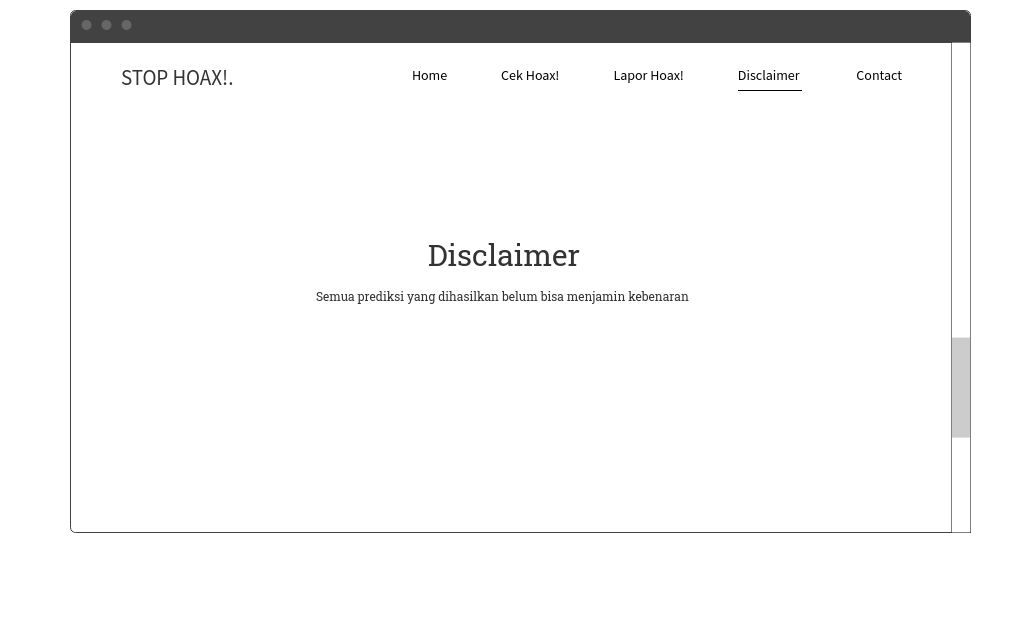 STOP HOAX!. Home Cek Hoax! Lapor Hoax! Disclaimer Contact
Disclaimer
Semua prediksi yang dihasilkan belum bisa menjamin kebenaran